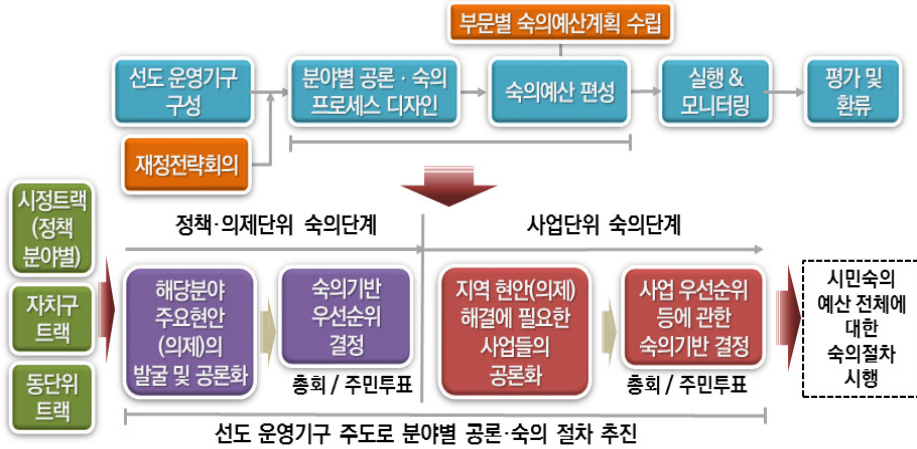 부문별 숙의예산계획 수립
선도 운영기구
구성
분야별 공론·숙의
프로세스 디자인
숙의예산 편성
실행 &
모니터링
평가 및
환류
재정전략회의
시정트랙
(정책
분야별)
자치구
트랙
동단위
트랙
정책·의제단위 숙의단계
사업단위 숙의단계
해당분야
주요현안
(의제)의
발굴 및 공론화
숙의기반
우선순위
결정
총회 / 주민투표
지역 현안(의제)
해결에 필요한
사업들의
공론화
사업 우선순위
등에 관한
숙의기반 결정
총회 / 주민투표
시민숙의
예산 전체에
대한
숙의절차
시행
선도 운영기구 주도로 분야별 공론·숙의 절차 추진